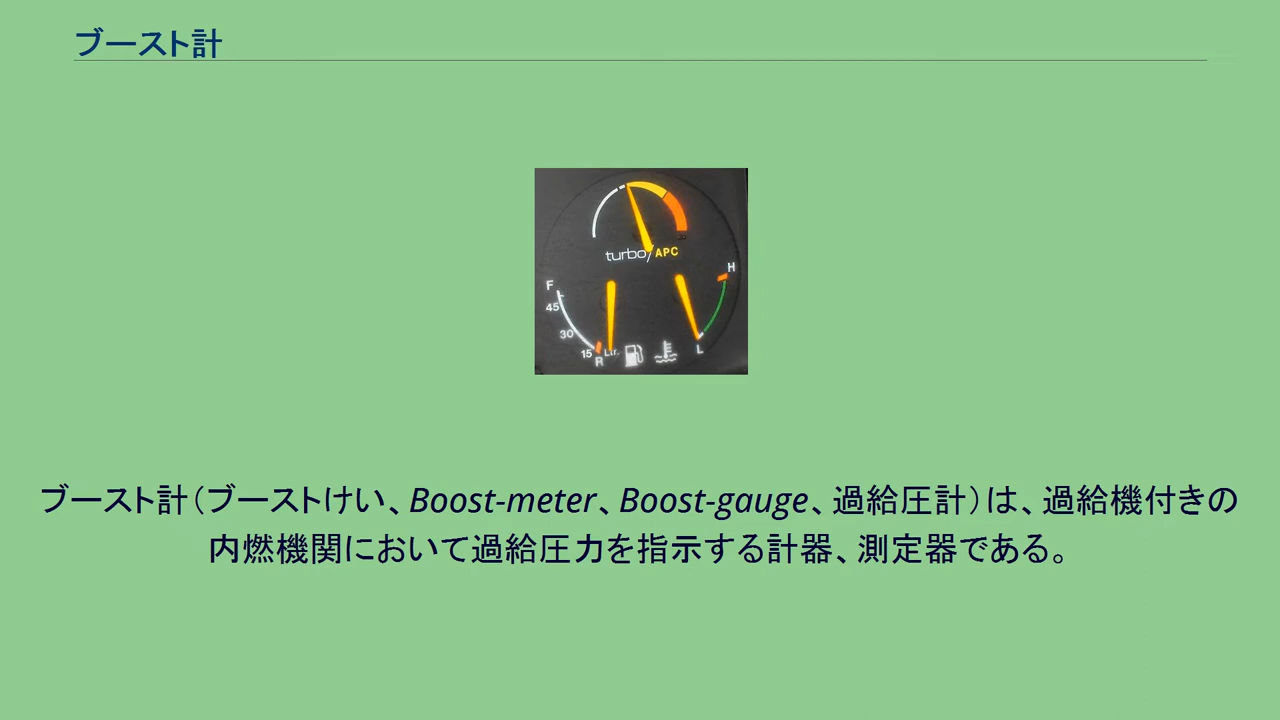 ブースト計
turbo/APC
F
45
30
15
R
Ltr.
H
L
ブースト計（ブーストけい、Boost-meter、Boost-gauge、過給圧計）は、過給機付きの
内燃機関において過給圧力を指示する計器、測定器である。